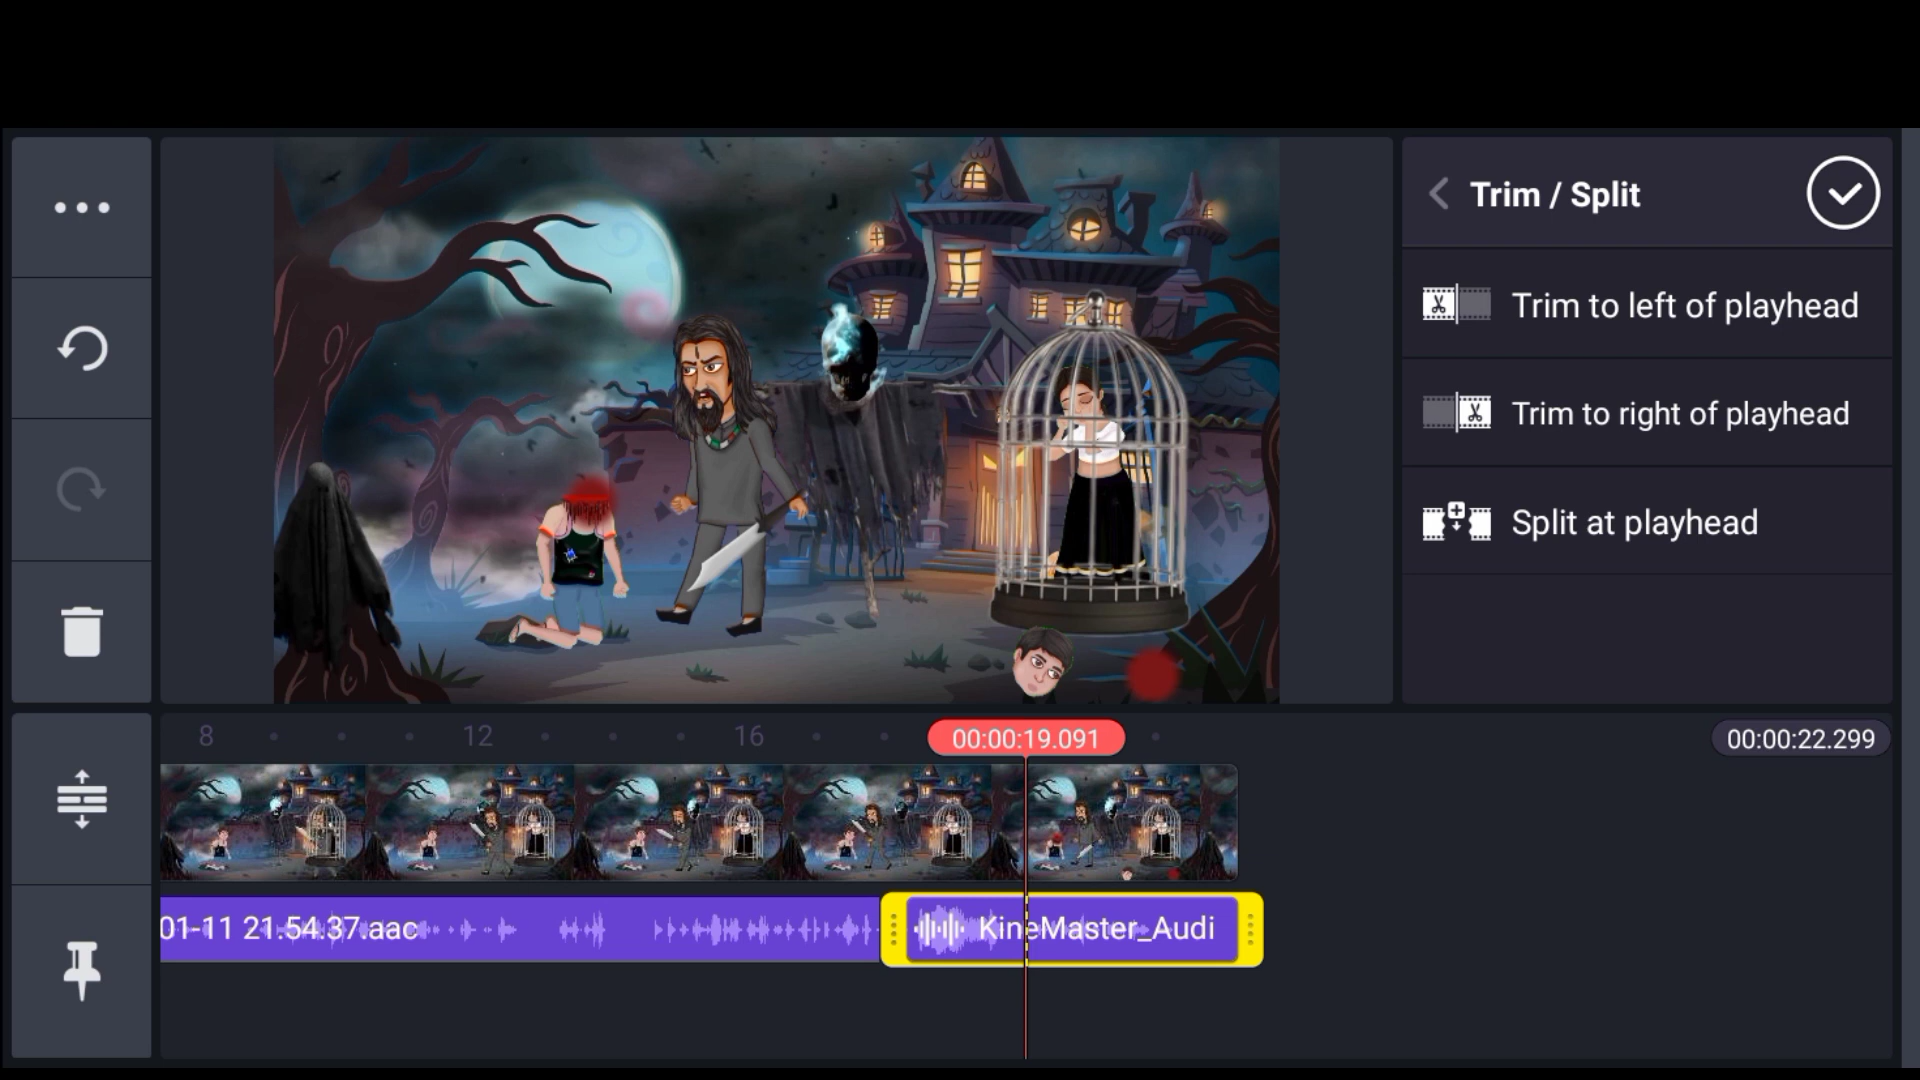 Trim / Split
Trim to left of playhead
Trim to right of playhead
Split at playhead
8
12
16
00:00:19.091
00:00:22.299
01-11 21.54.37.aac
KineMaster_Audi